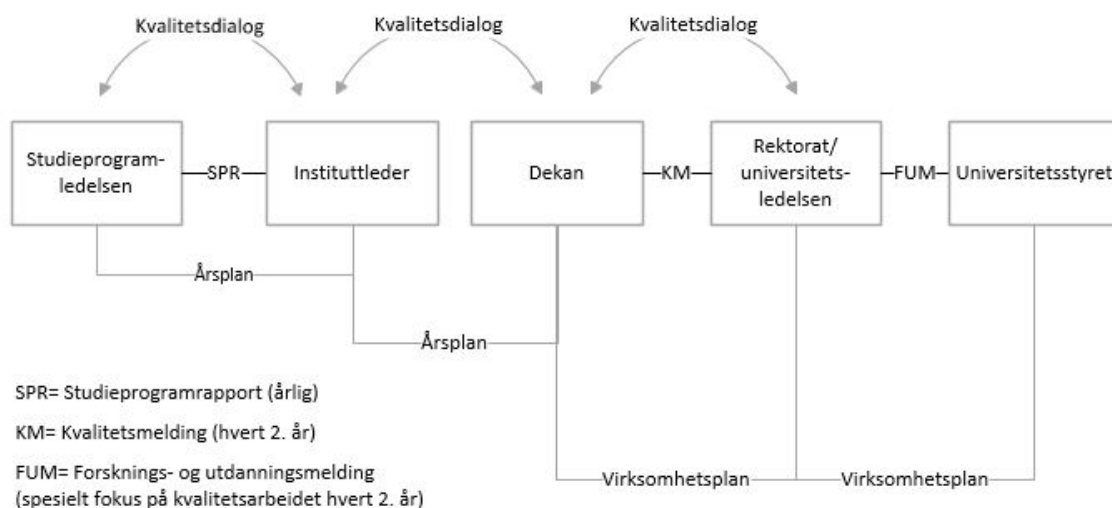 Kvalitetsdialog
Kvalitetsdialog
Kvalitetsdialog
Studieprogram-
ledelsen
SPR
Instituttleder
Dekan
KM
Rektorat/
universitets-
ledelsen
FUM
Universitetsstyret
Årsplan
Årsplan
SPR= Studieprogramrapport (årlig)
KM= Kvalitetsmelding (hvert 2. år)
FUM= Forsknings- og utdanningsmelding
(spesielt fokus på kvalitetsarbeidet hvert 2. år)
Virksomhetsplan
Virksomhetsplan